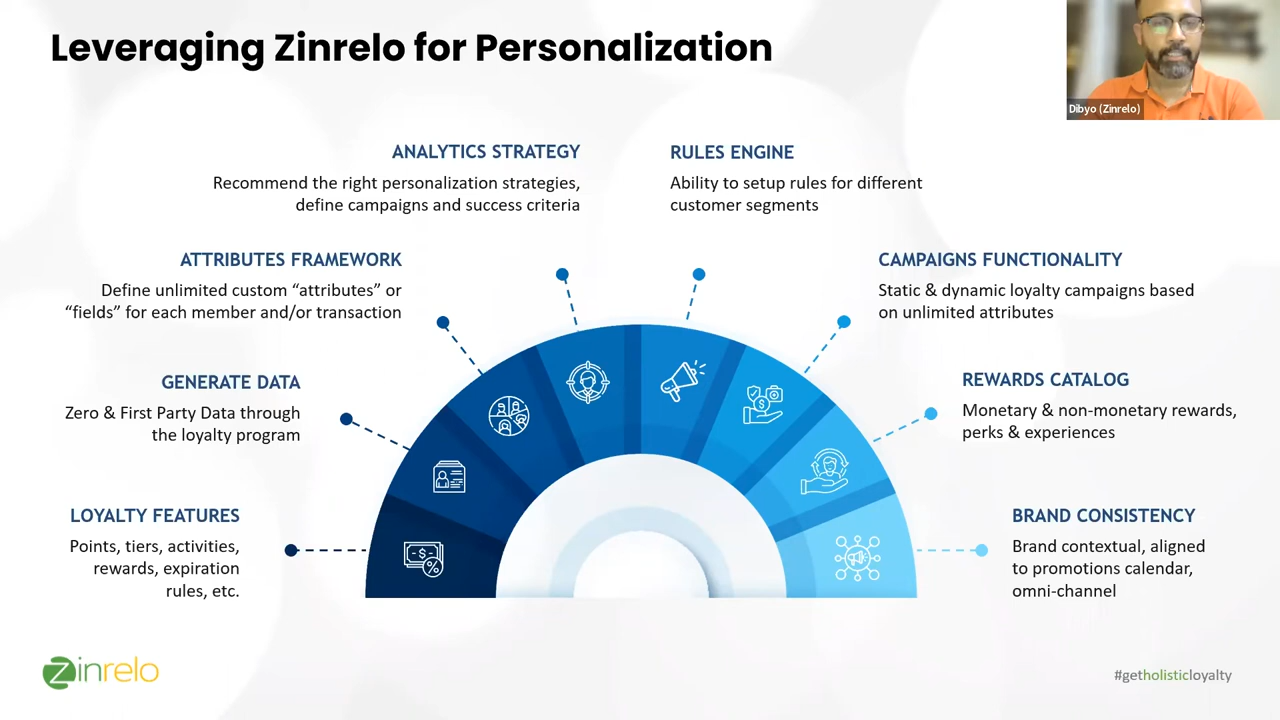 Leveraging Zinrelo for Personalization
Dibyo (Zinrelo)
ANALYTICS STRATEGY
Recommend the right personalization strategies,
define campaigns and success criteria
RULES ENGINE
Ability to setup rules for different
customer segments
ATTRIBUTES FRAMEWORK
Define unlimited custom “attributes” or
“fields” for each member and/or transaction
CAMPAIGNS FUNCTIONALITY
Static & dynamic loyalty campaigns based
on unlimited attributes
GENERATE DATA
Zero & First Party Data through
the loyalty program
REWARDS CATALOG
Monetary & non-monetary rewards,
perks & experiences
LOYALTY FEATURES
Points, tiers, activities,
rewards, expiration
rules, etc.
BRAND CONSISTENCY
Brand contextual, aligned
to promotions calendar,
omni-channel
zinrelo
#getholisticloyalty